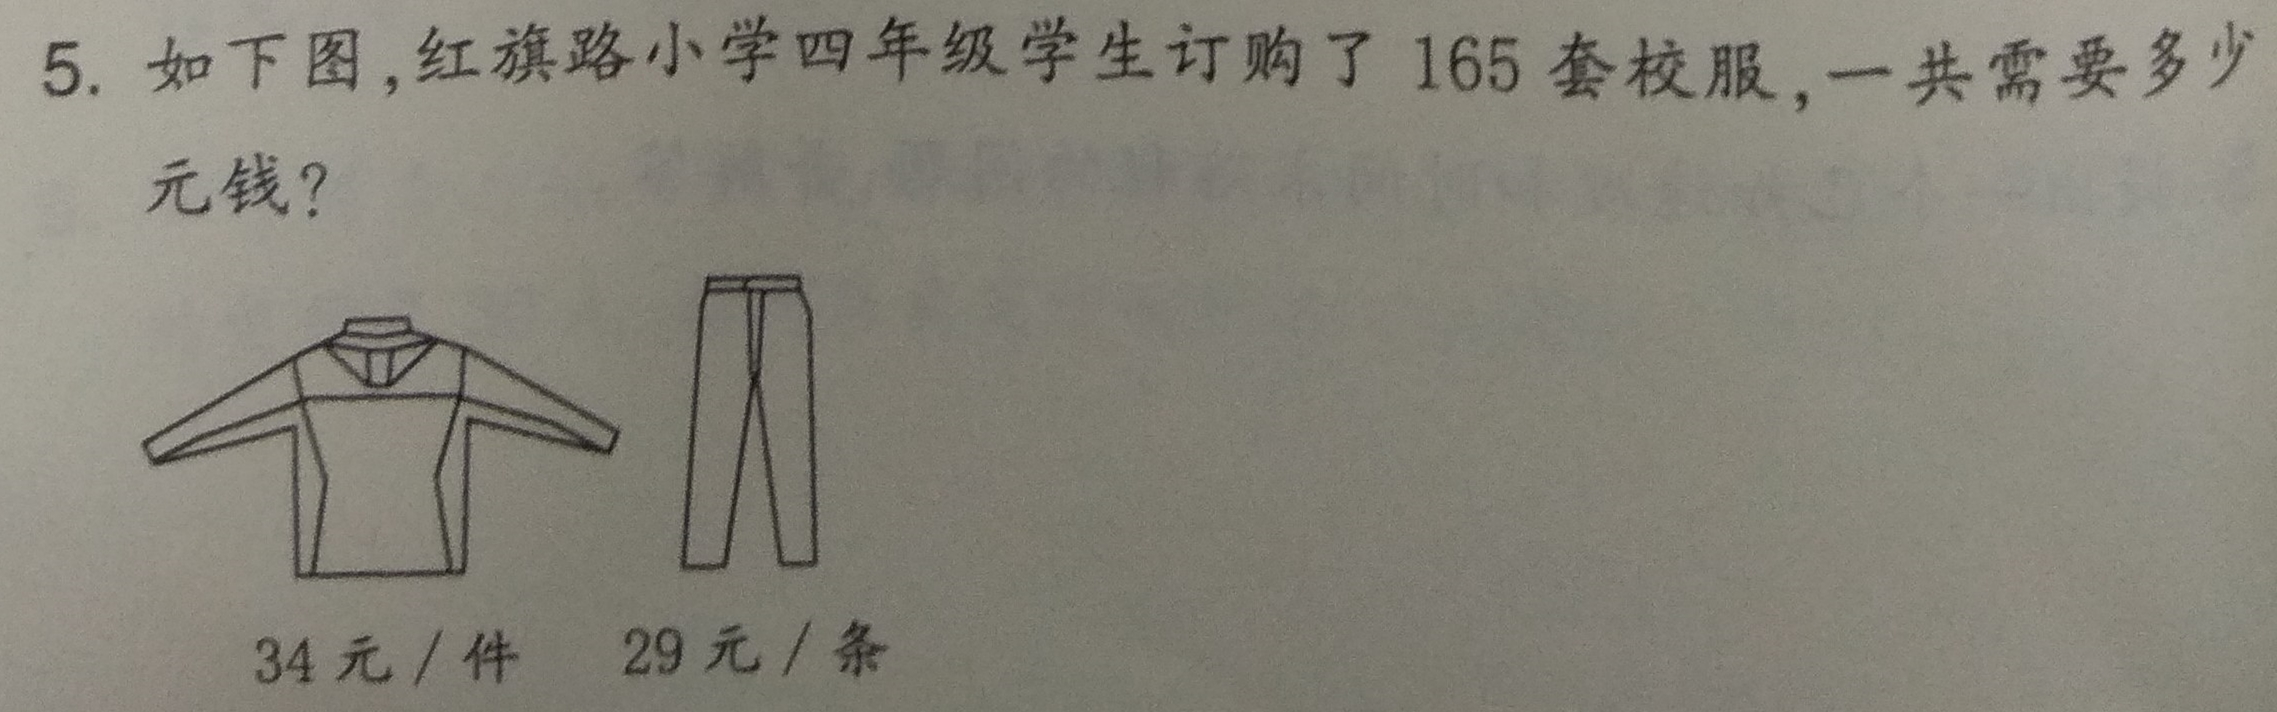 5. 如下图,红旗路小学四年级学生订购了 165 套校服,一共需要多少
元钱?
34 元 / 件 29 元 / 条